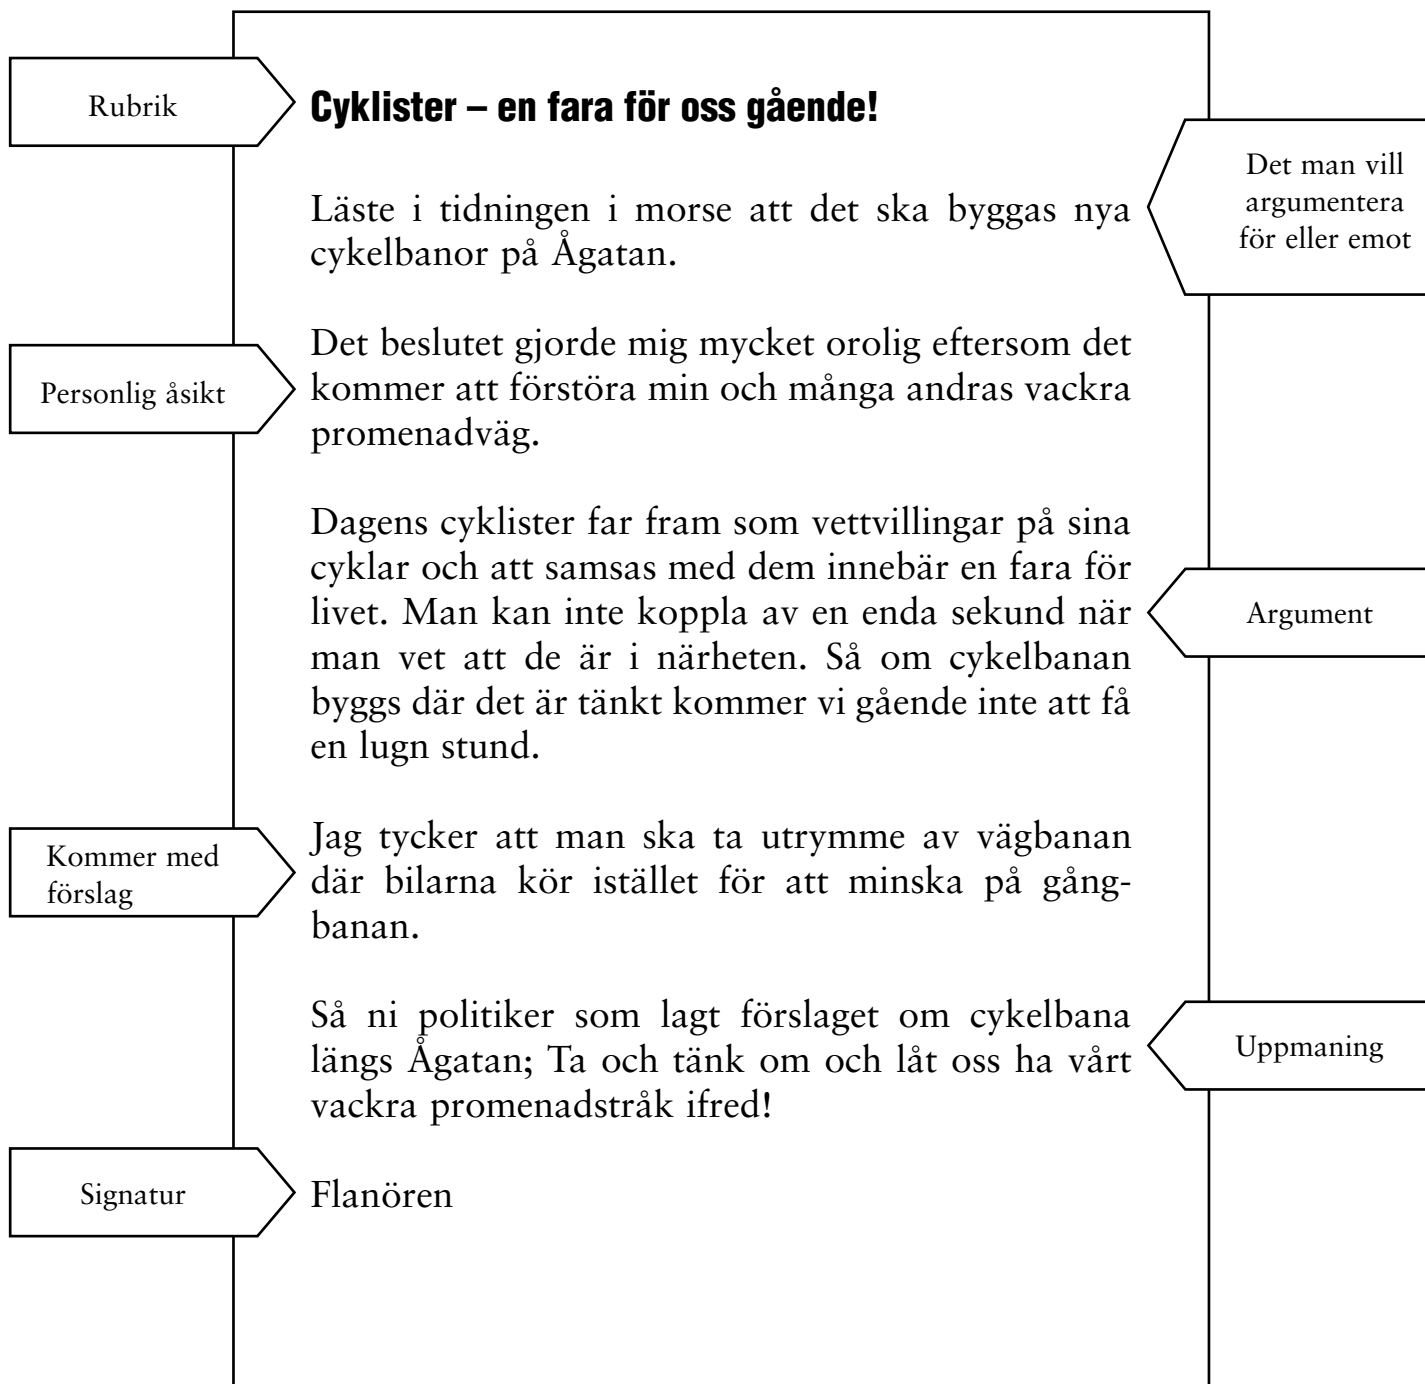 Rubrik
Cyklister – en fara för oss gående!
Det man vill
argumentera
för eller emot
Läste i tidningen i morse att det ska byggas nya
cykelbanor på Ågatan.
Personlig åsikt
Det beslutet gjorde mig mycket orolig eftersom det
kommer att förstöra min och många andras vackra
promenadväg.
Dagens cyklister far fram som vettvillingar på sina
cyklar och att samsas med dem innebär en fara för
livet. Man kan inte koppla av en enda sekund när
man vet att de är i närheten. Så om cykelbanan
byggs där det är tänkt kommer vi gående inte att få
en lugn stund.
Argument
Kommer med
förslag
Jag tycker att man ska ta utrymme av vägbanan
där bilarna kör istället för att minska på gång-
banan.
Så ni politiker som lagt förslaget om cykelbana
längs Ågatan; Ta och tänk om och låt oss ha vårt
vackra promenadstråk ifred!
Uppmaning
Signatur
Flanören